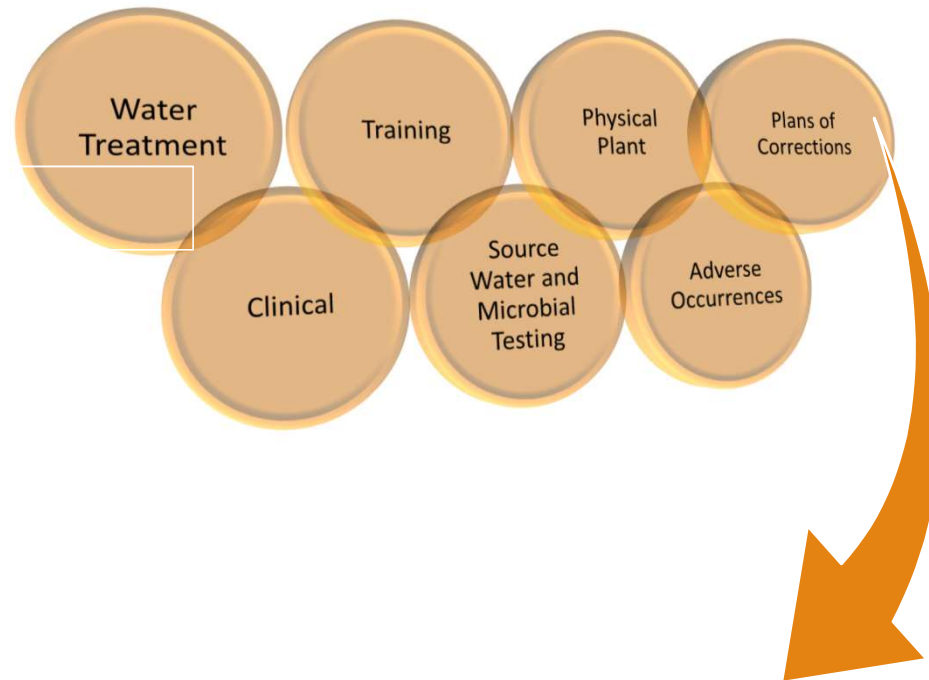 Water
Treatment
Training
Physical
Plant
Plans of
Corrections
Clinical
Source
Water and
Microbial
Testing
Adverse
Occurrences